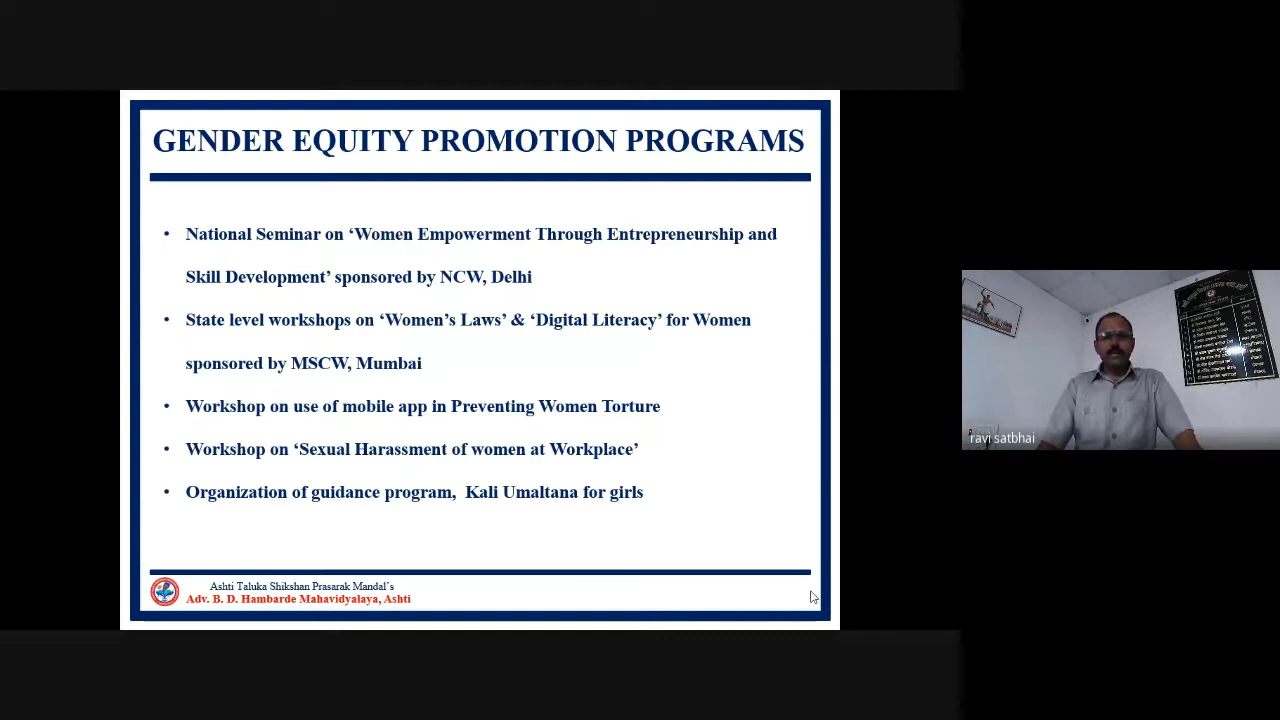 GENDER EQUITY PROMOTION PROGRAMS
• National Seminar on ‘Women Empowerment Through Entrepreneurship and
Skill Development’ sponsored by NCW, Delhi
• State level workshops on ‘Women’s Laws’ & ‘Digital Literacy’ for Women
sponsored by MSCW, Mumbai
• Workshop on use of mobile app in Preventing Women Torture
• Workshop on ‘Sexual Harassment of women at Workplace’
• Organization of guidance program,  Kali Umaltana for girls
Ashti Taluka Shikshan Prasarak Mandal’s
Adv. B. D. Hambarde Mahavidyalaya, Ashti
ravi satbhai